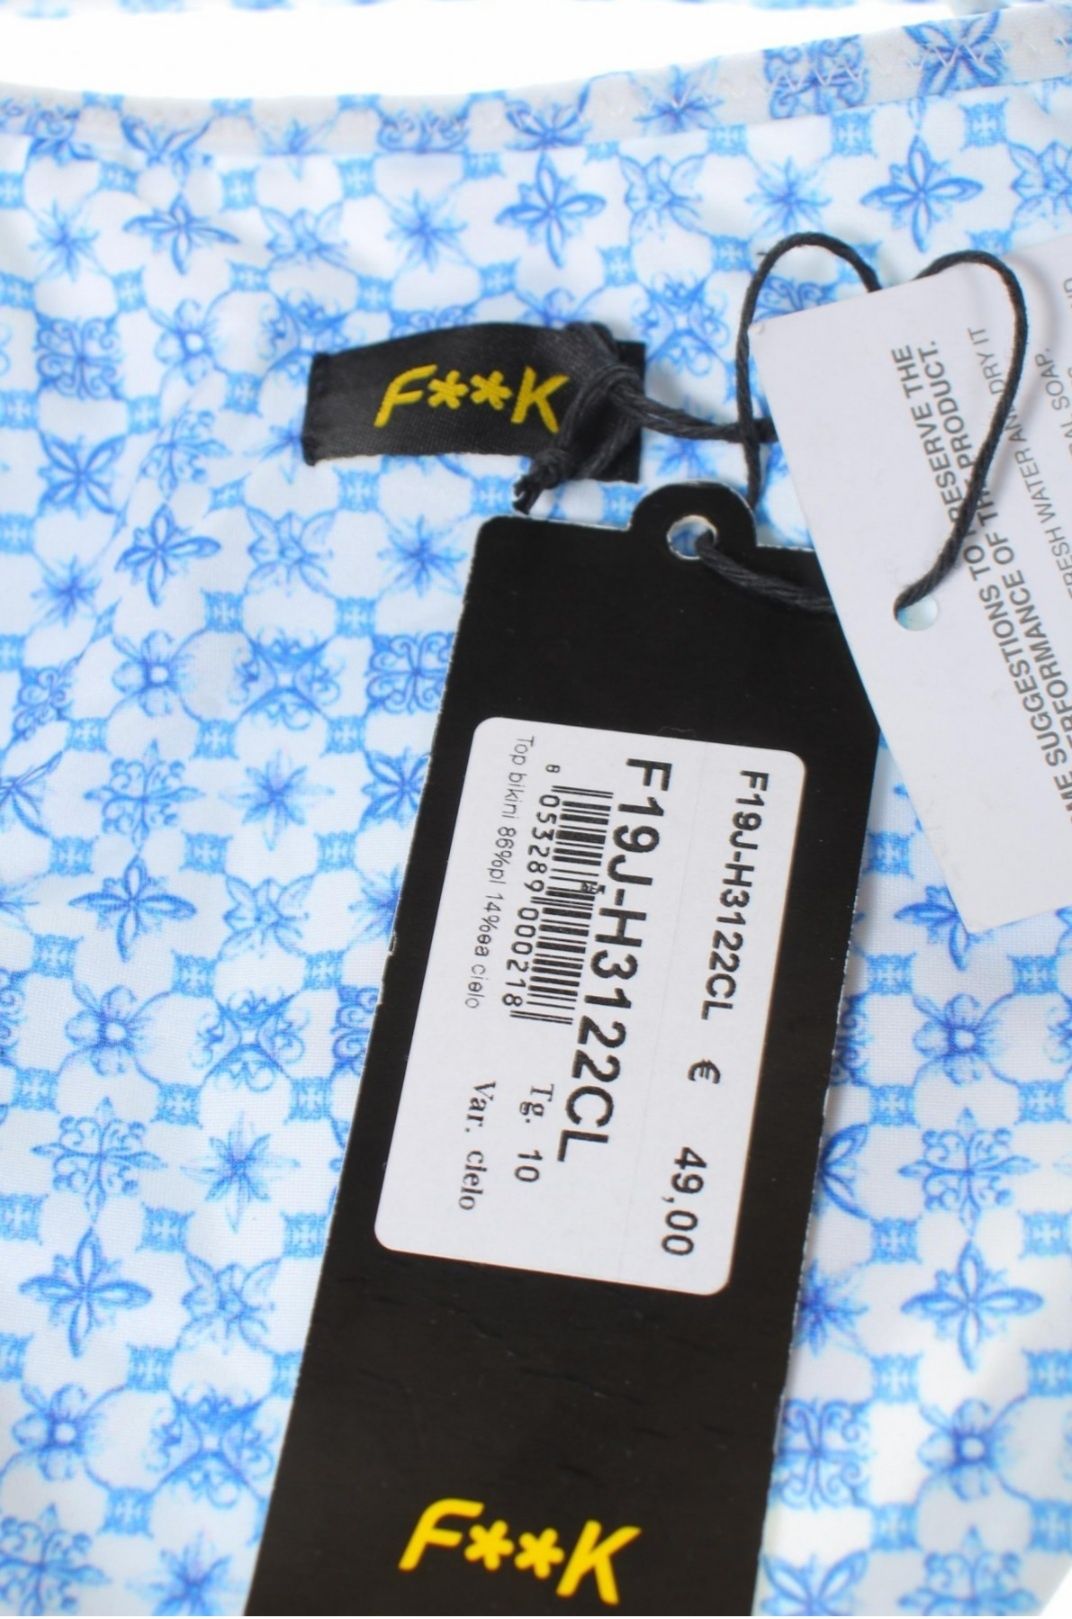 F**K
F19J-H3122CL € 49,00
F19J-H3122CL
8 053289 000218
Tg. 10
Top bikini 86%pl 14%ea cielo
Var. cielo
F**K
SUGGESTIONS TO PRESERVE THE
PERFORMANCE OF THE PRODUCT.
FRESH WATER AND DRY IT
SOAP.